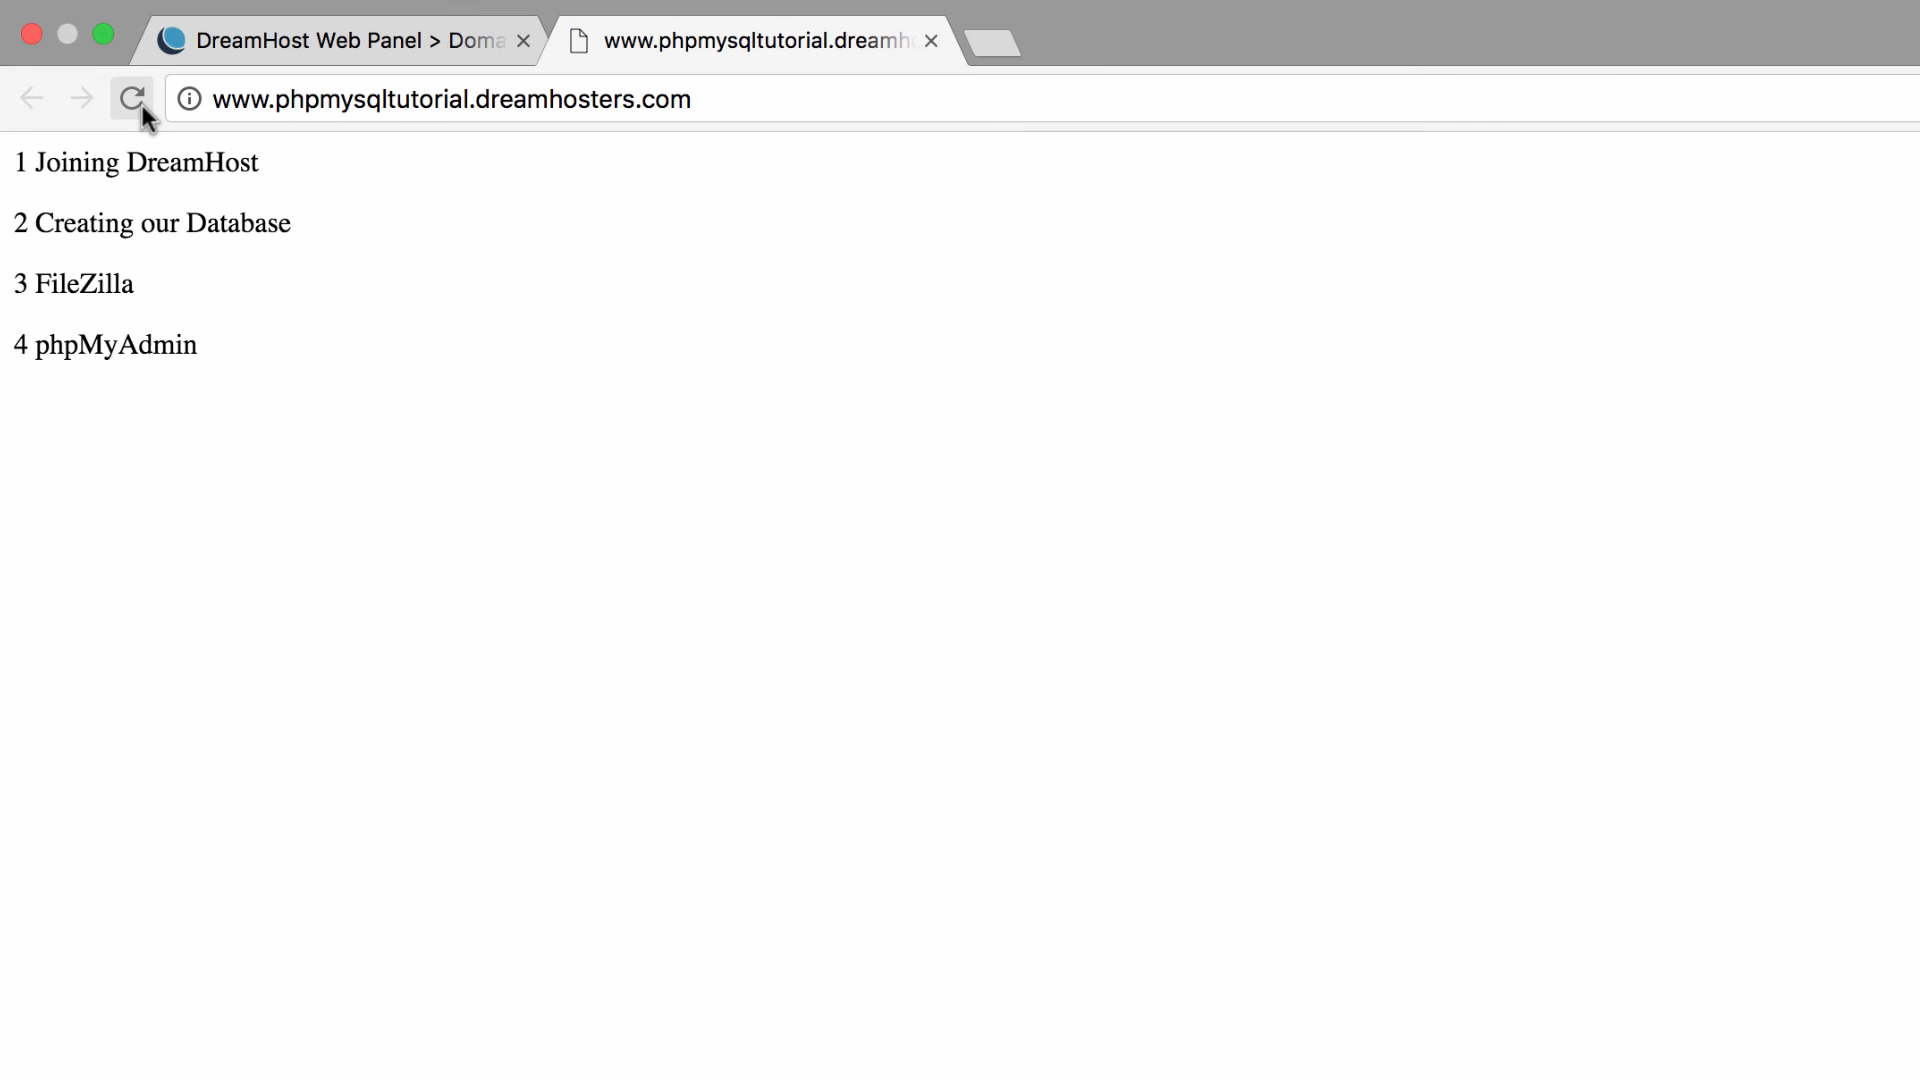 DreamHost Web Panel > Doma
www.phpmysqltutorial.dreamh
www.phpmysqltutorial.dreamhosters.com
1 Joining DreamHost
2 Creating our Database
3 FileZilla
4 phpMyAdmin